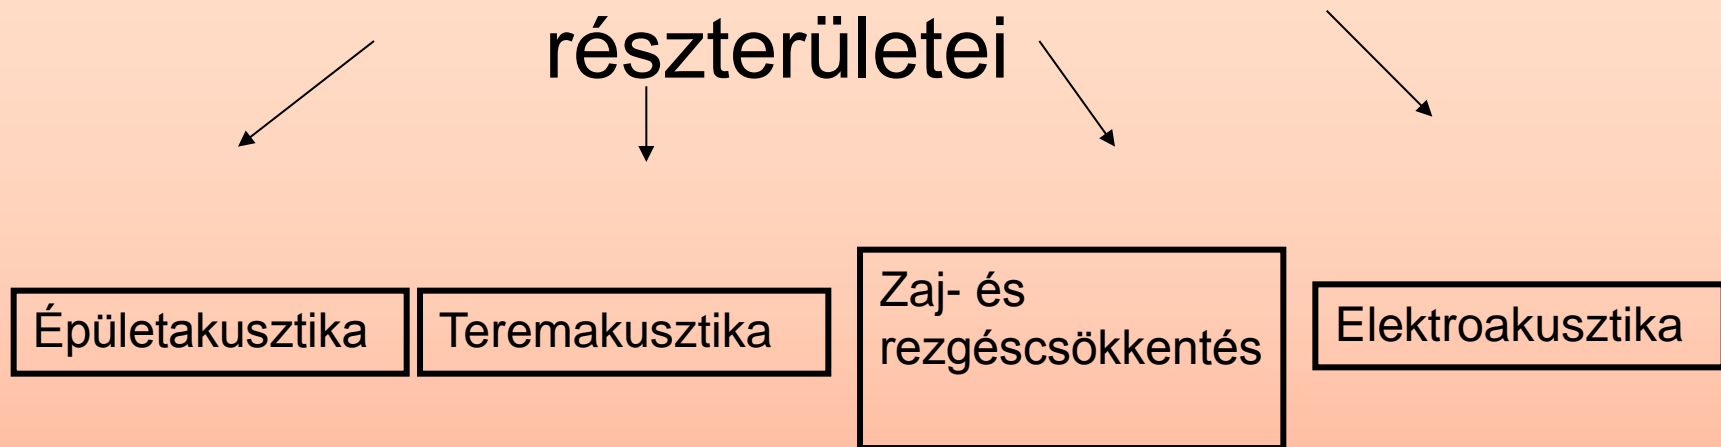 részterületei
Épületakusztika
Teremakusztika
Zaj- és
rezgéscsökkentés
Elektroakusztika